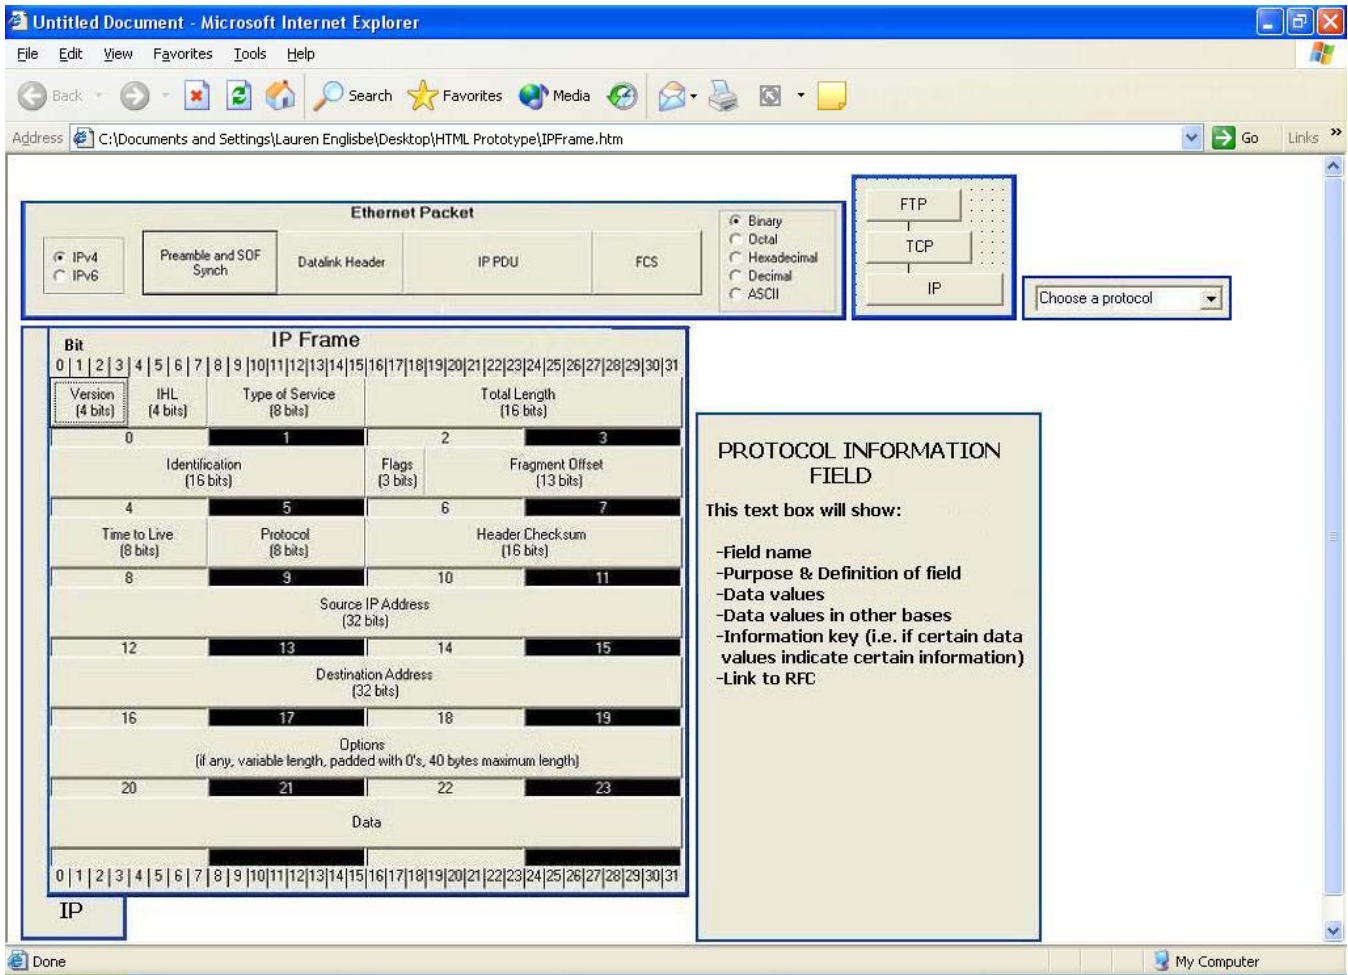 Untitled Document - Microsoft Internet Explorer
File Edit View Favorites Tools Help
Back Search Favorites Media
Address C:\Documents and Settings\Lauren Englisbe\Desktop\HTML Prototype\IPFrame.htm Go Links »
Ethernet Packet
IPv4
IPv6
Preamble and SOF
Synch
Datalink Header
IP PDU
FCS
Binary
Octal
Hexadecimal
Decimal
ASCII
FTP
TCP
IP
Choose a protocol
Bit
IP Frame
0|1|2|3|4|5|6|7|8|9|10|11|12|13|14|15|16|17|18|19|20|21|22|23|24|25|26|27|28|29|30|31
Version IHL Type of Service Total Length
(4 bits) (4 bits) (8 bits) (16 bits)
0 1 2 3
Identification Flags Fragment Offset
(16 bits) (3 bits) (13 bits)
4 5 6 7
Time to Live Protocol Header Checksum
(8 bits) (8 bits) (16 bits)
8 9 10 11
Source IP Address
(32 bits)
12 13 14 15
Destination Address
(32 bits)
16 17 18 19
Options
(if any, variable length, padded with 0's, 40 bytes maximum length)
20 21 22 23
Data
0|1|2|3|4|5|6|7|8|9|10|11|12|13|14|15|16|17|18|19|20|21|22|23|24|25|26|27|28|29|30|31
IP
PROTOCOL INFORMATION
FIELD
This text box will show:
-Field name
-Purpose & Definition of field
-Data values
-Data values in other bases
-Information key (i.e. if certain data
values indicate certain information)
-Link to RFC
Done My Computer